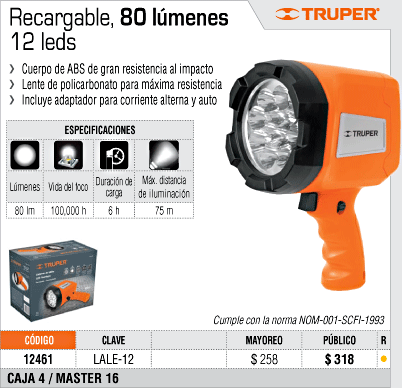 Recargable, 80 lúmenes
12 leds
TRUPER
Cuerpo de ABS de gran resistencia al impacto
Lente de policarbonato para máxima resistencia
Incluye adaptador para corriente alterna y auto
TRUPER
ESPECIFICACIONES
Lúmenes Vida del foco Duración de carga Máx. distancia de iluminación
80 lm 100,000 h 6 h 75 m
TRUPER
Cumple con la norma NOM-001-SCFI-1993
CÓDIGO CLAVE MAYOREO PÚBLICO R
12461 LALE-12 $ 258 $ 318
CAJA 4 / MASTER 16